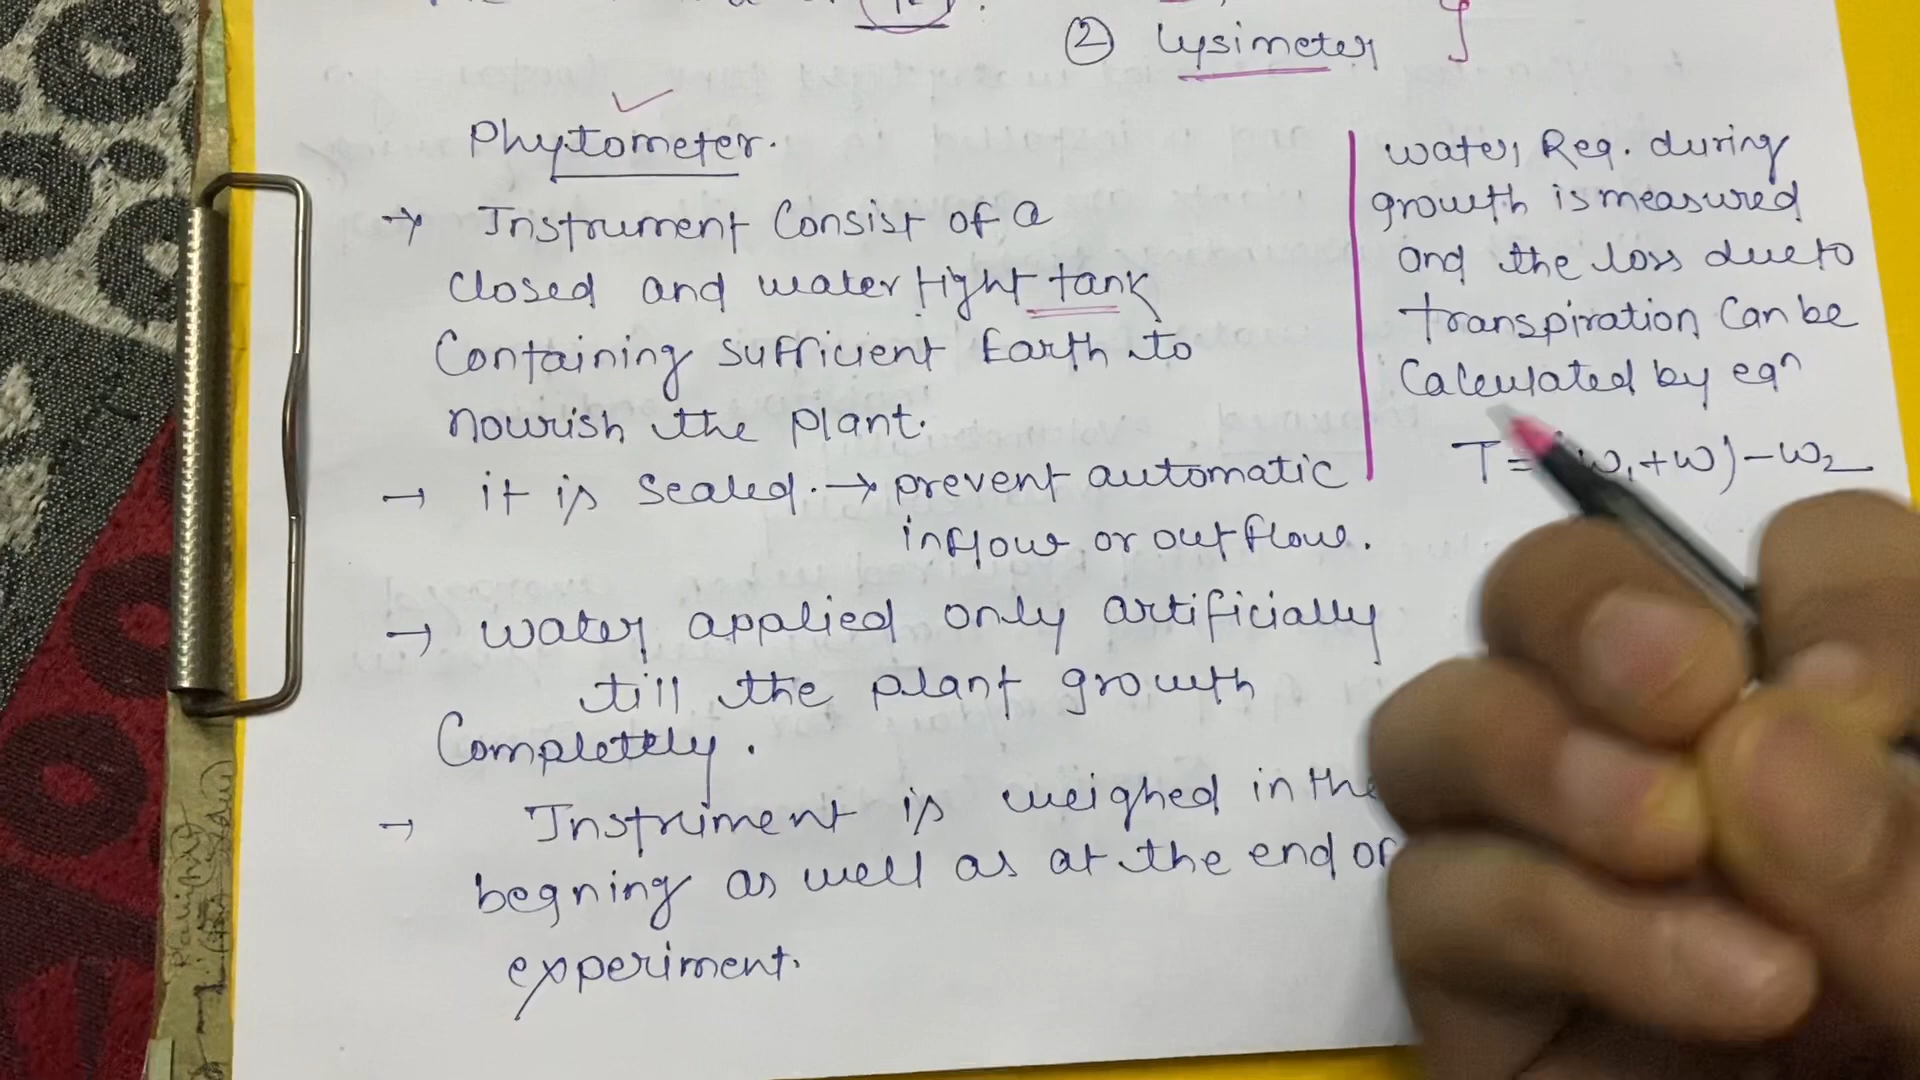 ② Lysimeter
Phytometer.
→ Instrument Consist of a
closed and water tight tank
Containing sufficient Earth to
nourish the plant.
→ it is sealed. → prevent automatic
inflow or outflow.
→ water applied only artificially
till the plant growth
Complettly.
→ Instriment is weighed in the
begning as well as at the end of
experiment.
water Req. during
growth is measured
and the loss due to
transpiration Can be
Calculated by eqn
T = (w₁+w) - w₂